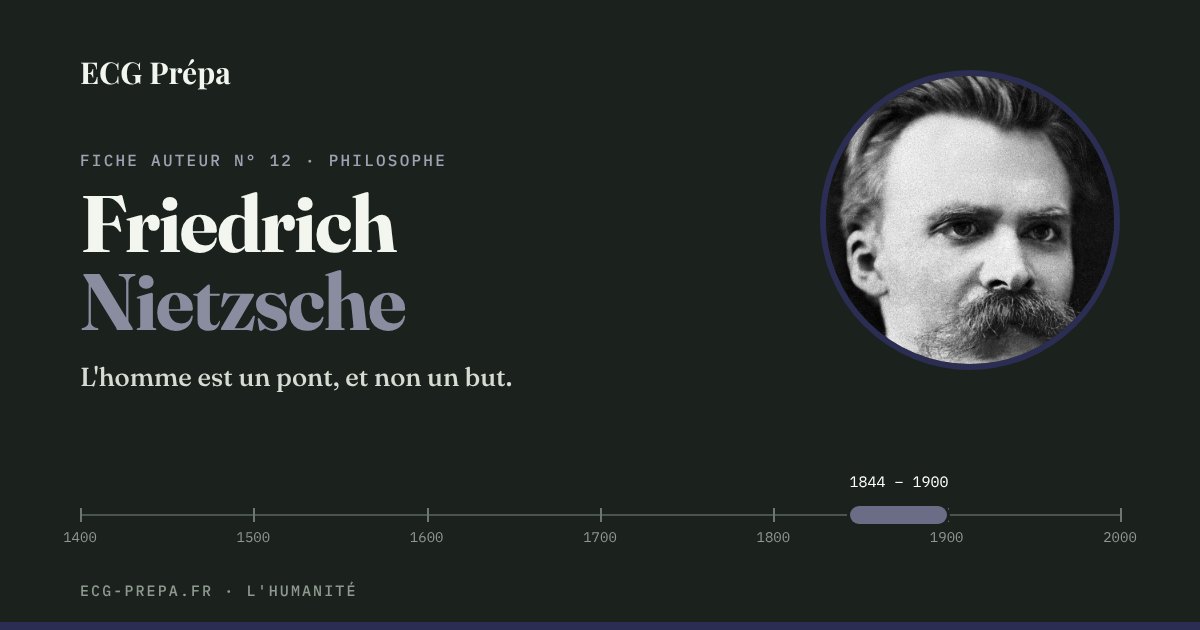 ECG Prépa
FICHE AUTEUR N° 12 · PHILOSOPHE
Friedrich
Nietzsche
L'homme est un pont, et non un but.
1844 – 1900
1400 1500 1600 1700 1800 1900 2000
ECG-PREPA.FR · L'HUMANITÉ